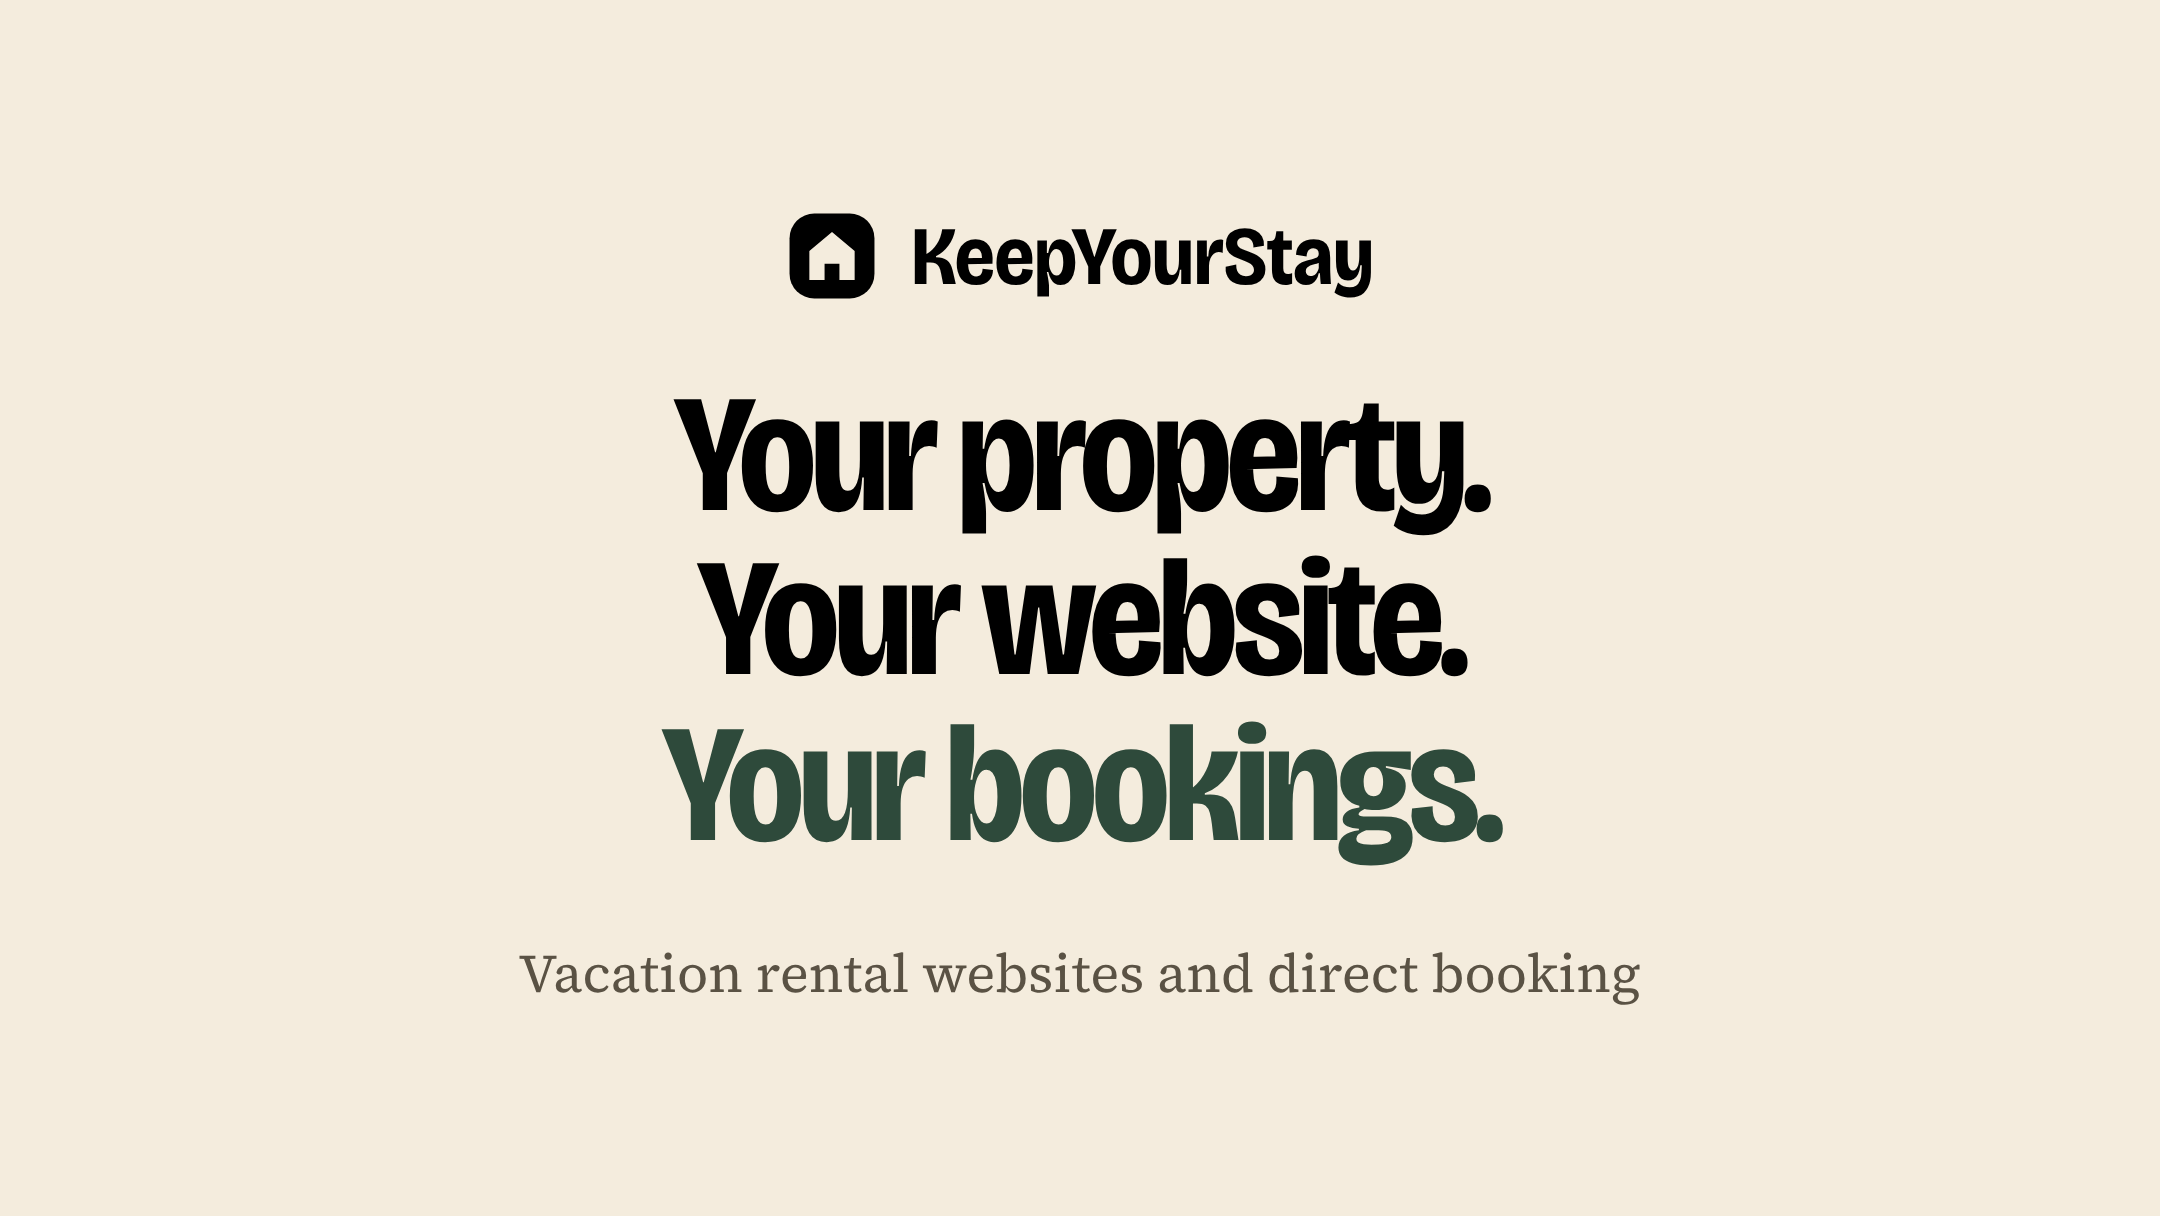 KeepYourStay
Your property.
Your website.
Your bookings.
Vacation rental websites and direct booking